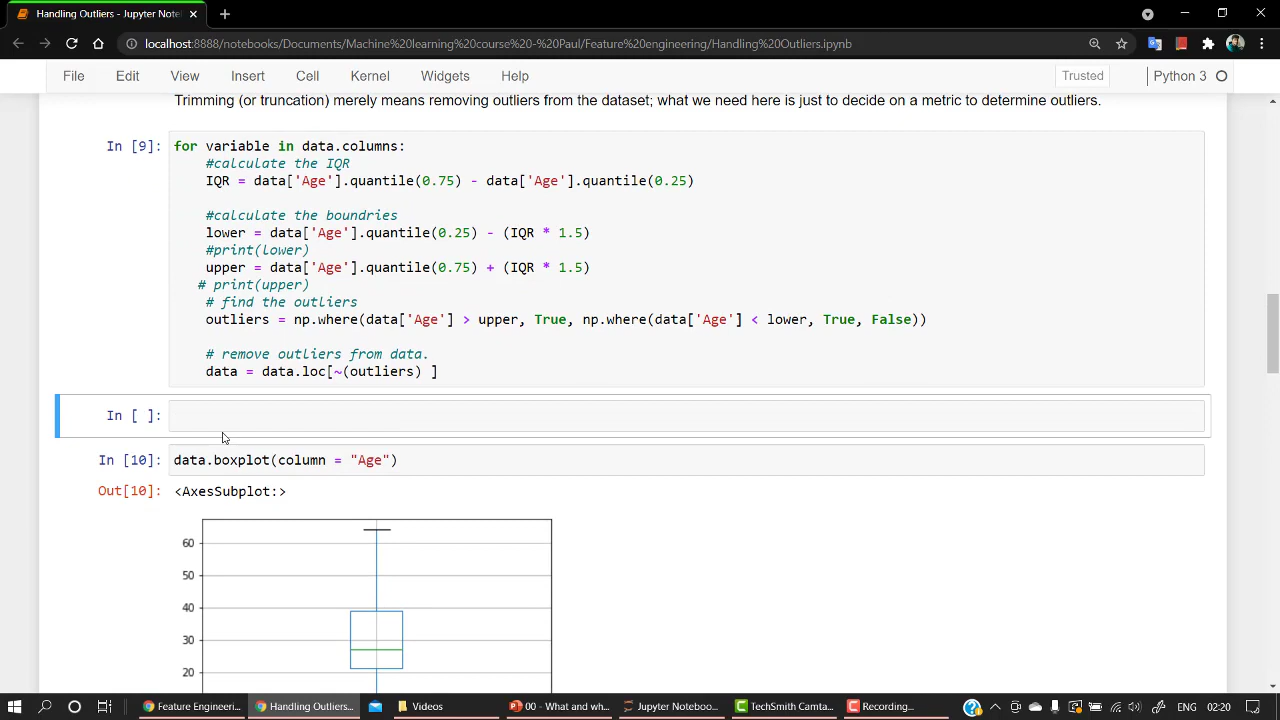 Handling Outliers - Jupyter Note
localhost:8888/notebooks/Documents/Machine%20learning%20course%20-%20Paul/Feature%20engineering/Handling%20Outliers.ipynb
File Edit View Insert Cell Kernel Widgets Help Trusted Python 3
Trimming (or truncation) merely means removing outliers from the dataset; what we need here is just to decide on a metric to determine outliers.
In [9]: for variable in data.columns:
#calculate the IQR
IQR = data['Age'].quantile(0.75) - data['Age'].quantile(0.25)
#calculate the boundries
lower = data['Age'].quantile(0.25) - (IQR * 1.5)
#print(lower)
upper = data['Age'].quantile(0.75) + (IQR * 1.5)
# print(upper)
# find the outliers
outliers = np.where(data['Age'] > upper, True, np.where(data['Age'] < lower, True, False))
# remove outliers from data.
data = data.loc[~(outliers) ]
In [ ]:
In [10]: data.boxplot(column = "Age")
Out[10]: <AxesSubplot:>
60
50
40
30
20
Feature Engineeri... Handling Outliers... Videos 00 - What and wh... Jupyter Noteboo... TechSmith Camta... Recording... ENG 02:20